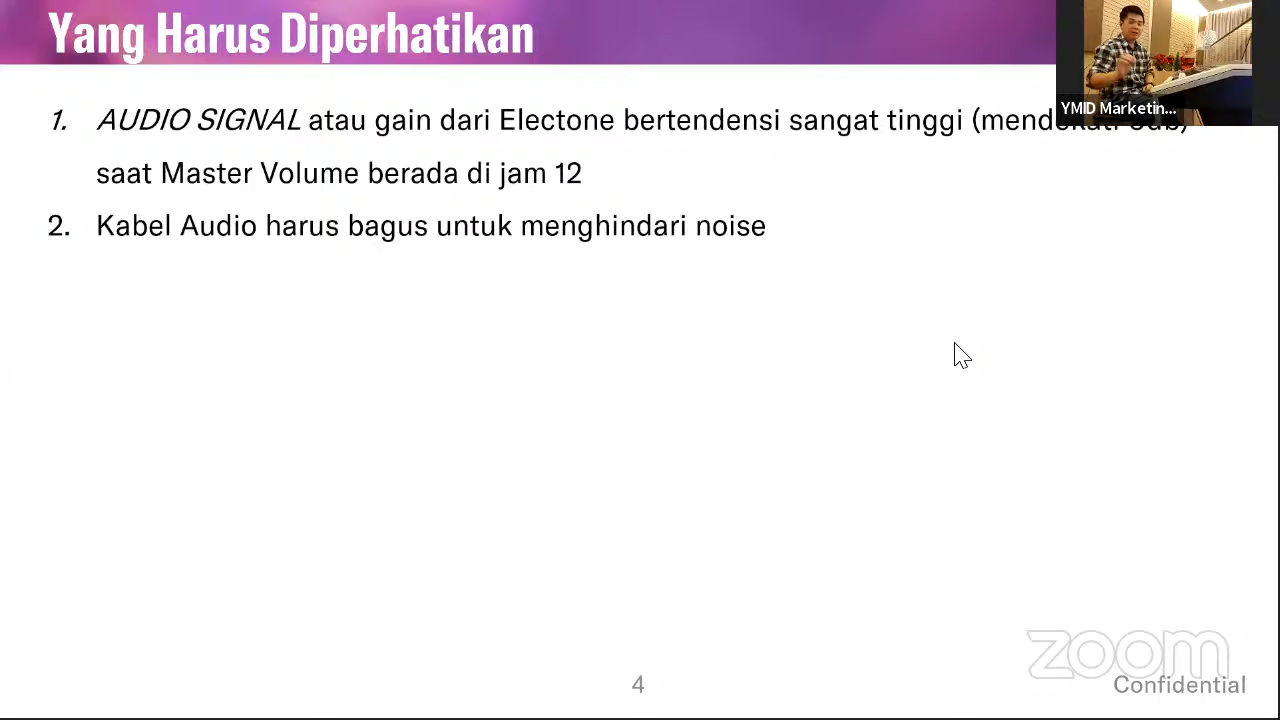 Yang Harus Diperhatikan
YMID Marketin...
1. AUDIO SIGNAL atau gain dari Electone bertendensi sangat tinggi
saat Master Volume berada di jam 12
2. Kabel Audio harus bagus untuk menghindari noise
zoom
4
Confidential